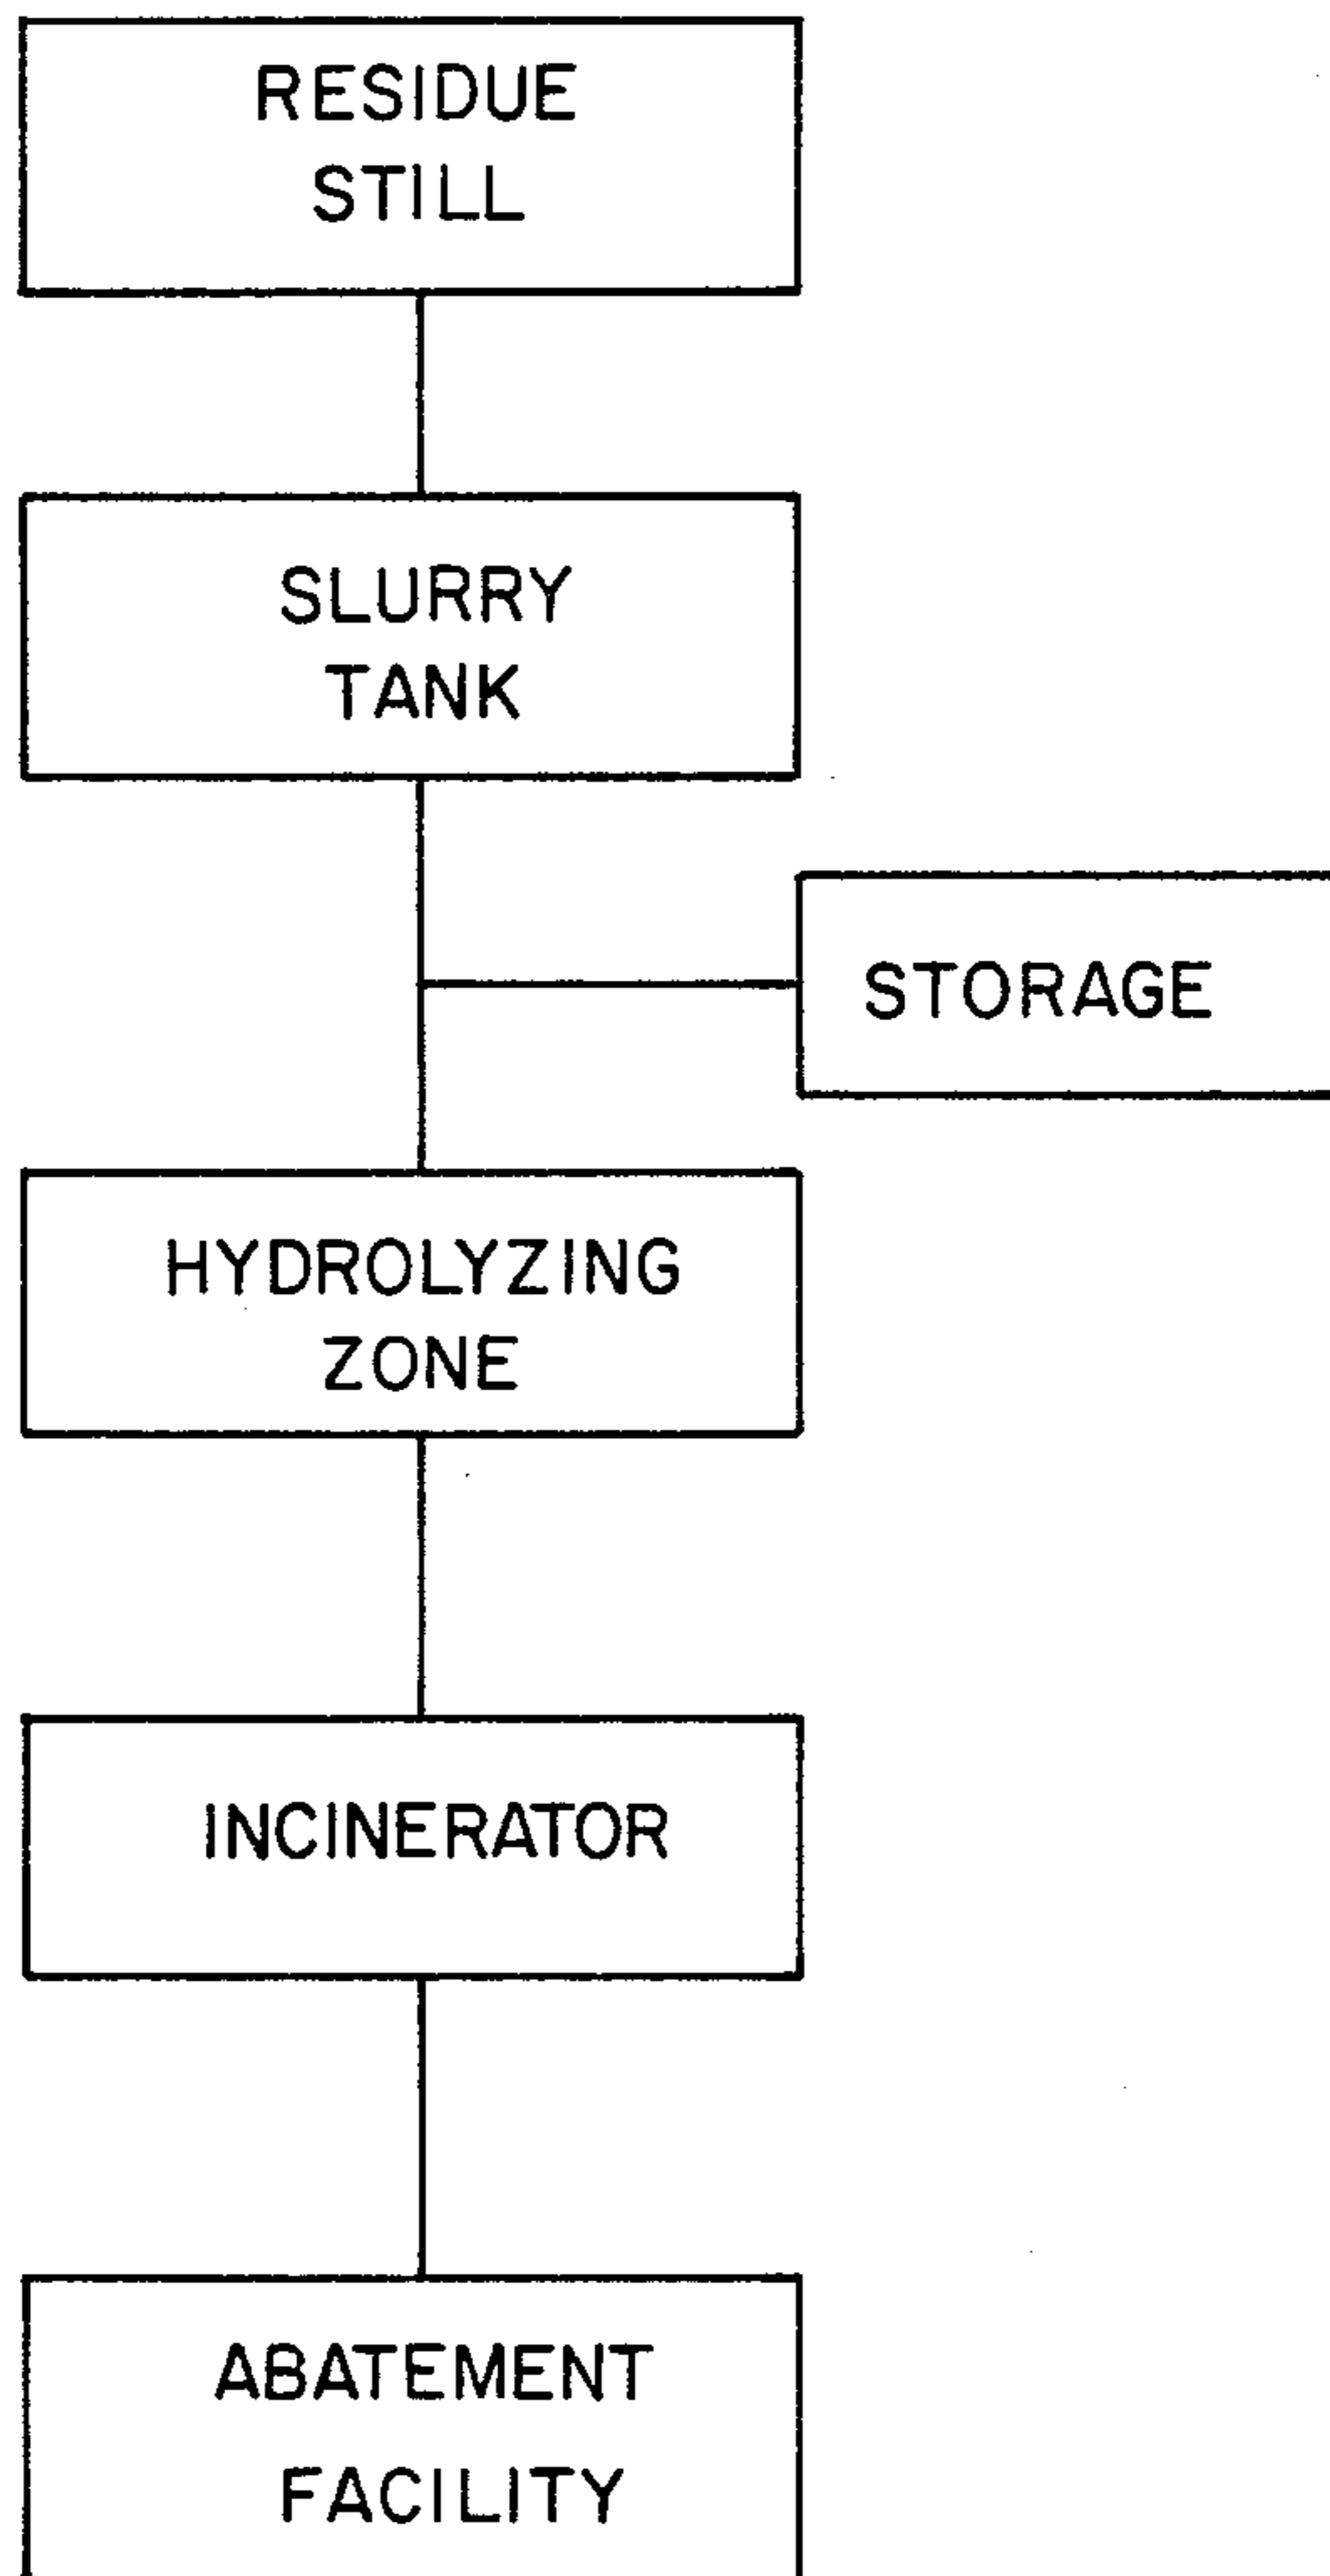 RESIDUE
STILL
SLURRY
TANK
STORAGE
HYDROLYZING
ZONE
INCINERATOR
ABATEMENT
FACILITY